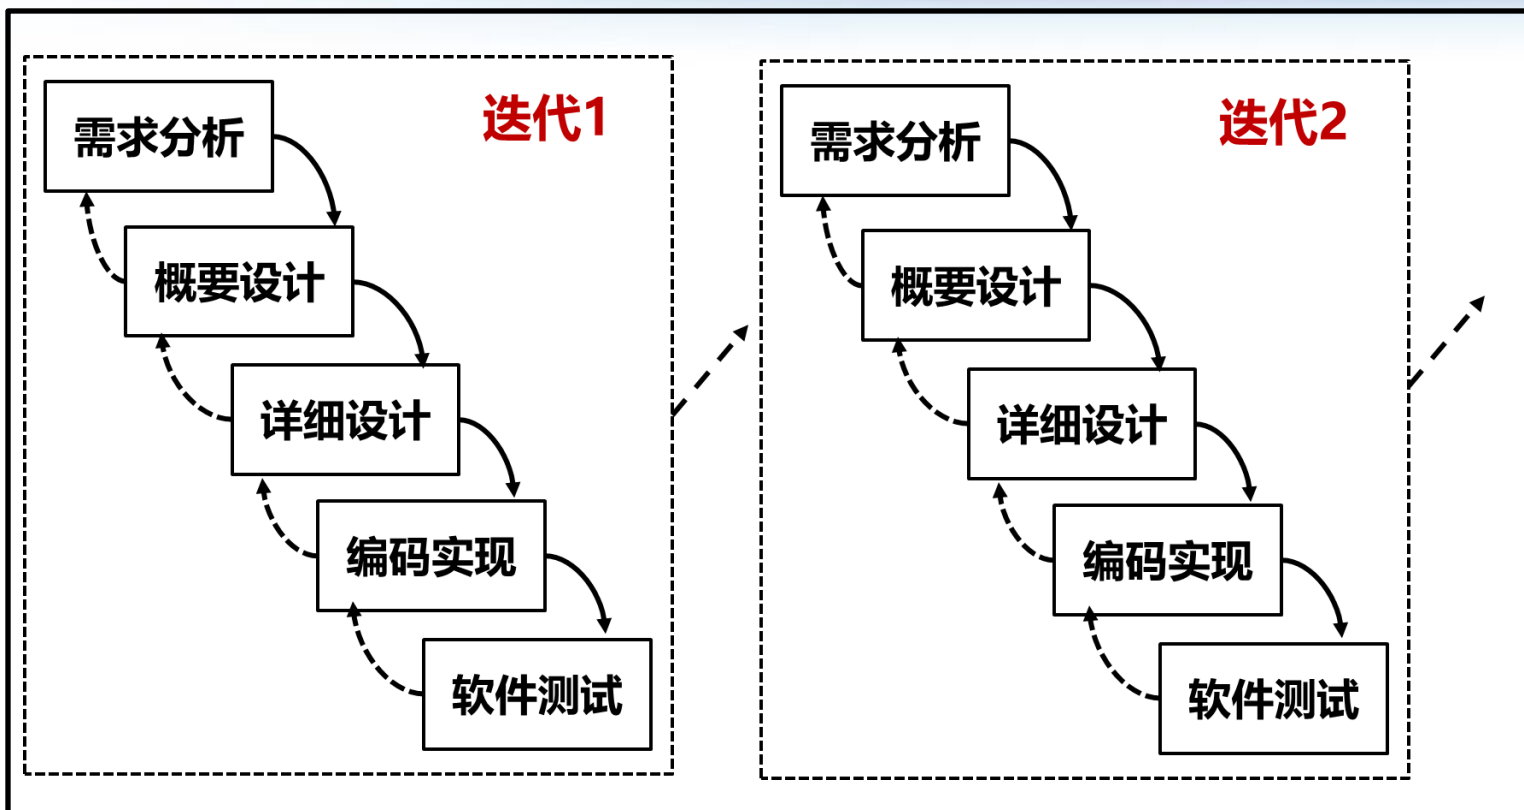 迭代1
需求分析
概要设计
详细设计
编码实现
软件测试
迭代2
需求分析
概要设计
详细设计
编码实现
软件测试